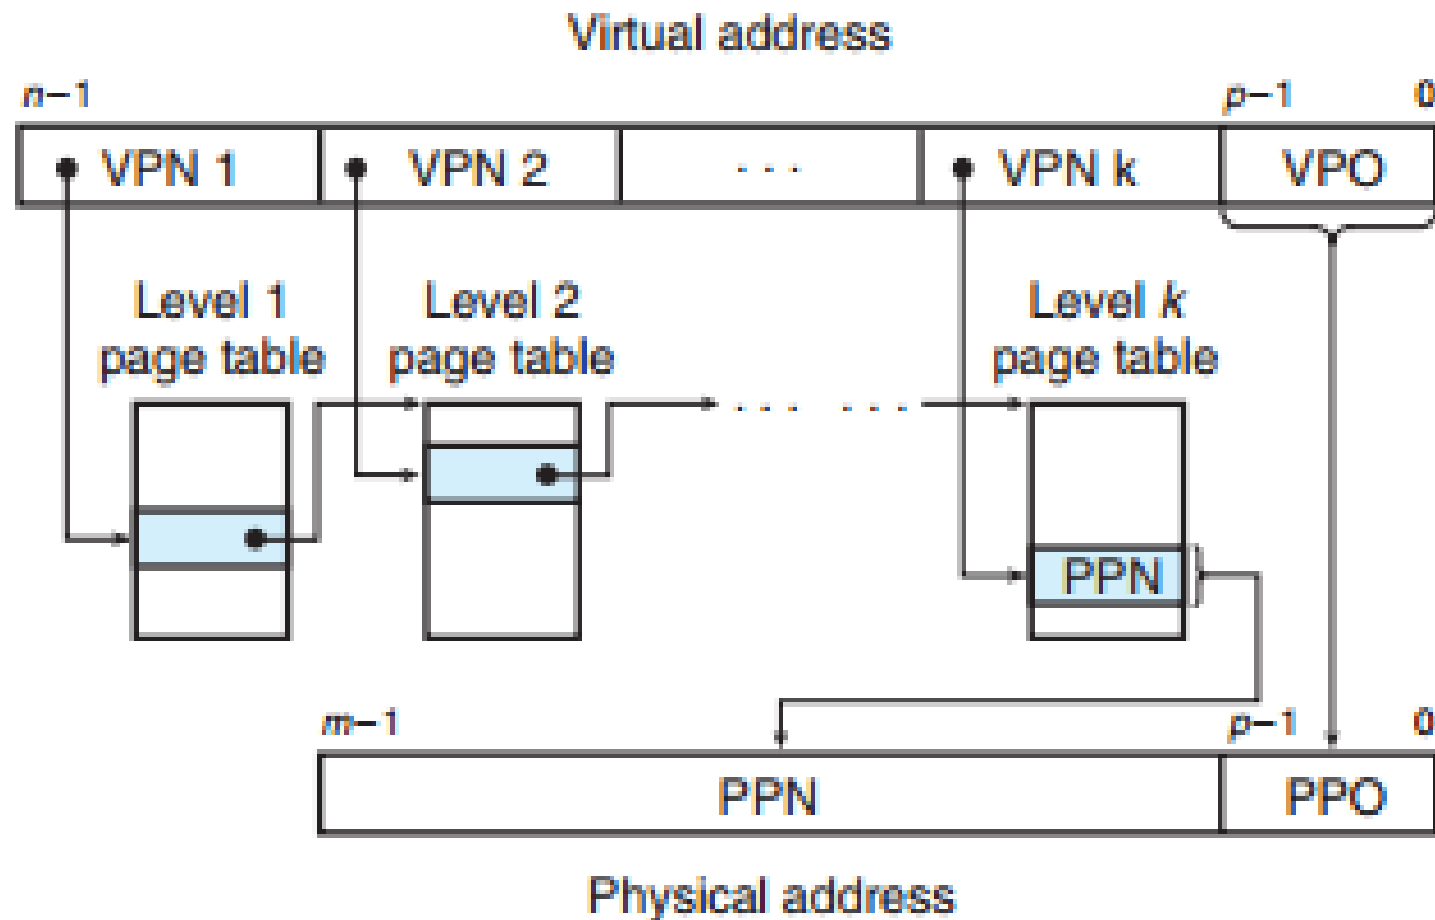 Virtual address
n−1 p−1 0
VPN 1 VPN 2 · · · VPN k VPO
Level 1 Level 2 Level k
page table page table page table
· · · · · ·
PPN
m−1 p−1 0
PPN PPO
Physical address